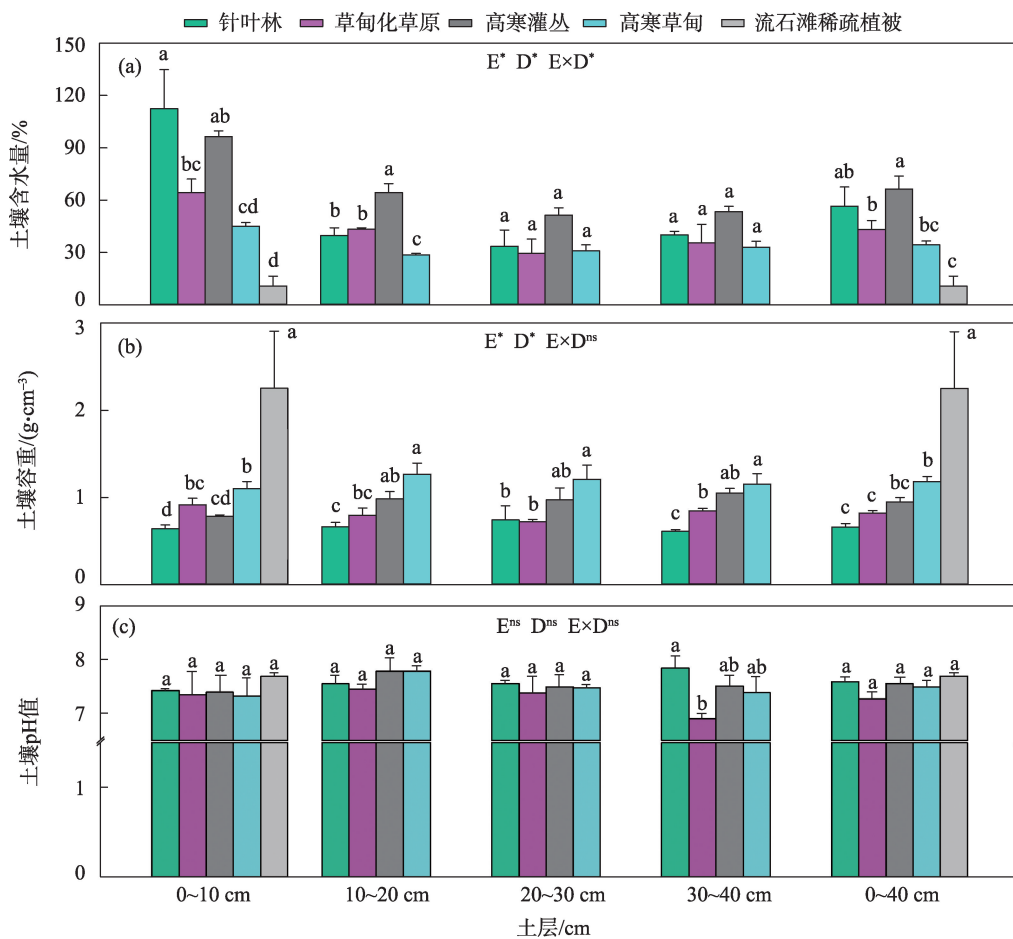 针叶林 草甸化草原 高寒灌丛 高寒草甸 流石滩稀疏植被
(a) E* D* E×D*
土壤含水量/%
150
120
90
60
30
0
a bc ab cd d
b b a c
a a a a
a a a a
ab b a bc c
(b) E* D* E×Dⁿˢ
土壤容重/(g•cm⁻³)
3
2
1
0
d bc cd b a
c bc ab a
b b ab a
c b ab a
c c bc b a
(c) Eⁿˢ Dⁿˢ E×Dⁿˢ
土壤pH值
9
8
7
1
0
a a a a a
a a a a
a a a a
a b ab ab
a a a a a
0~10 cm 10~20 cm 20~30 cm 30~40 cm 0~40 cm
土层/cm